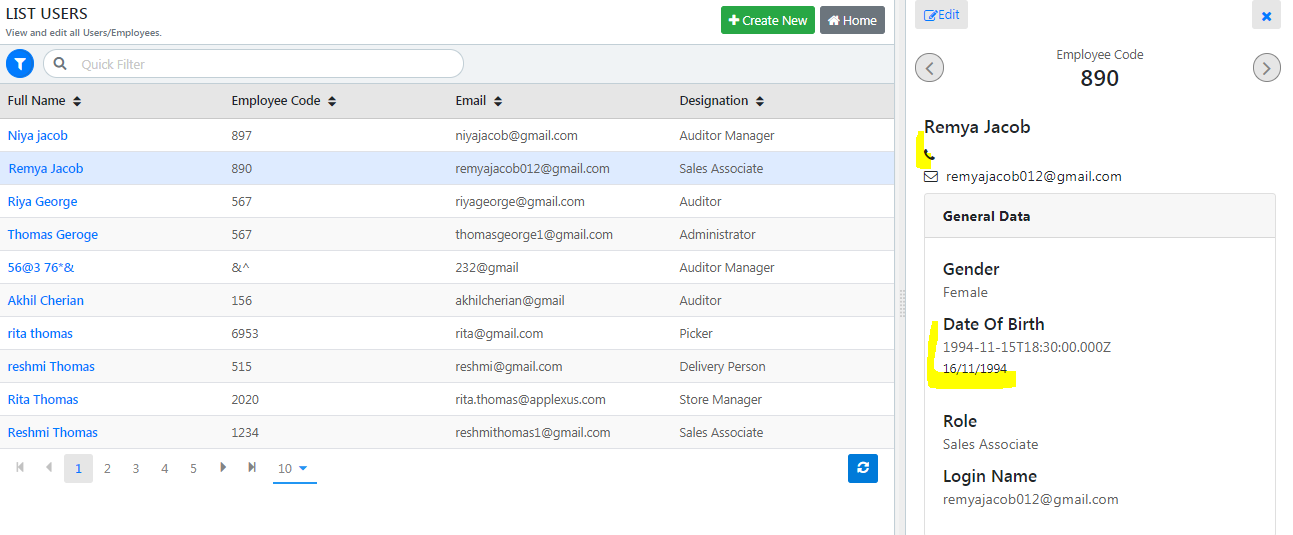 LIST USERS
View and edit all Users/Employees.
Create New
Home
Quick Filter
Full Name Employee Code Email Designation
Niya jacob 897 niyajacob@gmail.com Auditor Manager
Remya Jacob 890 remyajacob012@gmail.com Sales Associate
Riya George 567 riyageorge@gmail.com Auditor
Thomas Geroge 567 thomasgeorge1@gmail.com Administrator
56@3 76*& &^ 232@gmail Auditor Manager
Akhil Cherian 156 akhilcherian@gmail Auditor
rita thomas 6953 rita@gmail.com Picker
reshmi Thomas 515 reshmi@gmail.com Delivery Person
Rita Thomas 2020 rita.thomas@applexus.com Store Manager
Reshmi Thomas 1234 reshmithomas1@gmail.com Sales Associate
1 2 3 4 5 10
Edit
Employee Code
890
Remya Jacob
remyajacob012@gmail.com
General Data
Gender
Female
Date Of Birth
1994-11-15T18:30:00.000Z
16/11/1994
Role
Sales Associate
Login Name
remyajacob012@gmail.com